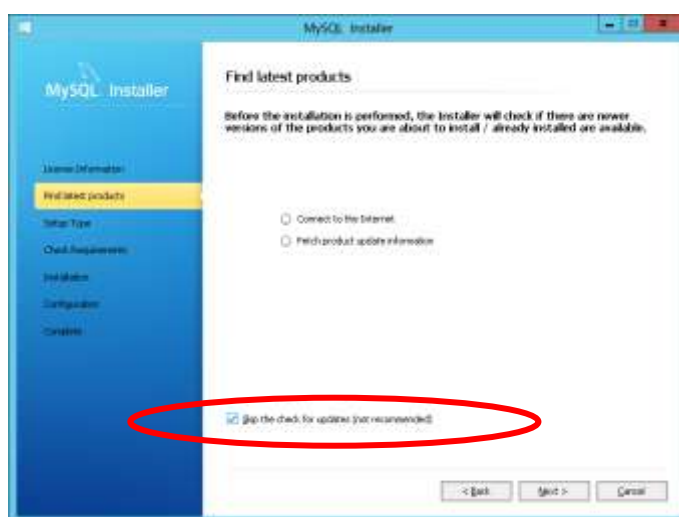 MySQL Installer
MySQL Installer
Find latest products
Before the installation is performed, the Installer will check if there are newer
versions of the products you are about to install / already installed are available.
License Information
Find latest products
Setup Type
Check Requirements
Installation
Configuration
Complete
Connect to the Internet
Fetch product update information
Skip the check for updates (not recommended)
< Back
Next >
Cancel